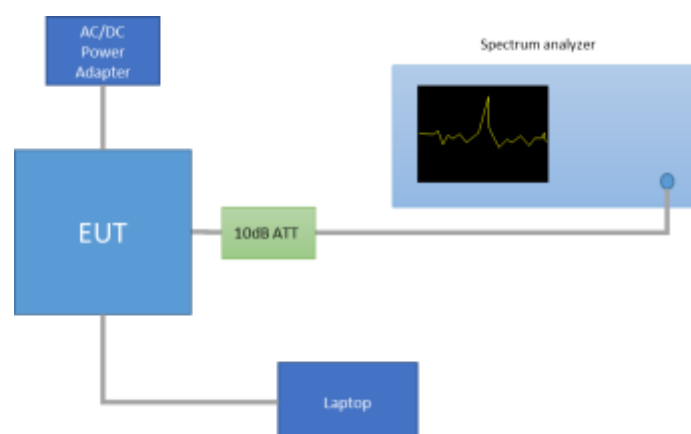 AC/DC
Power
Adapter
Spectrum analyzer
EUT
10dB ATT
Laptop